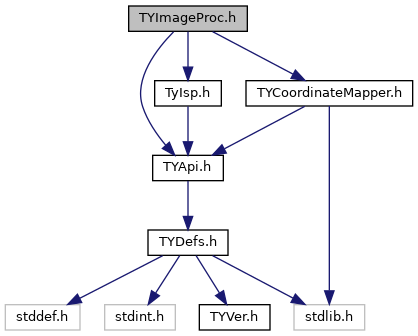 TYImageProc.h
TyIsp.h
TYCoordinateMapper.h
TYApi.h
TYDefs.h
stddef.h
stdint.h
TYVer.h
stdlib.h